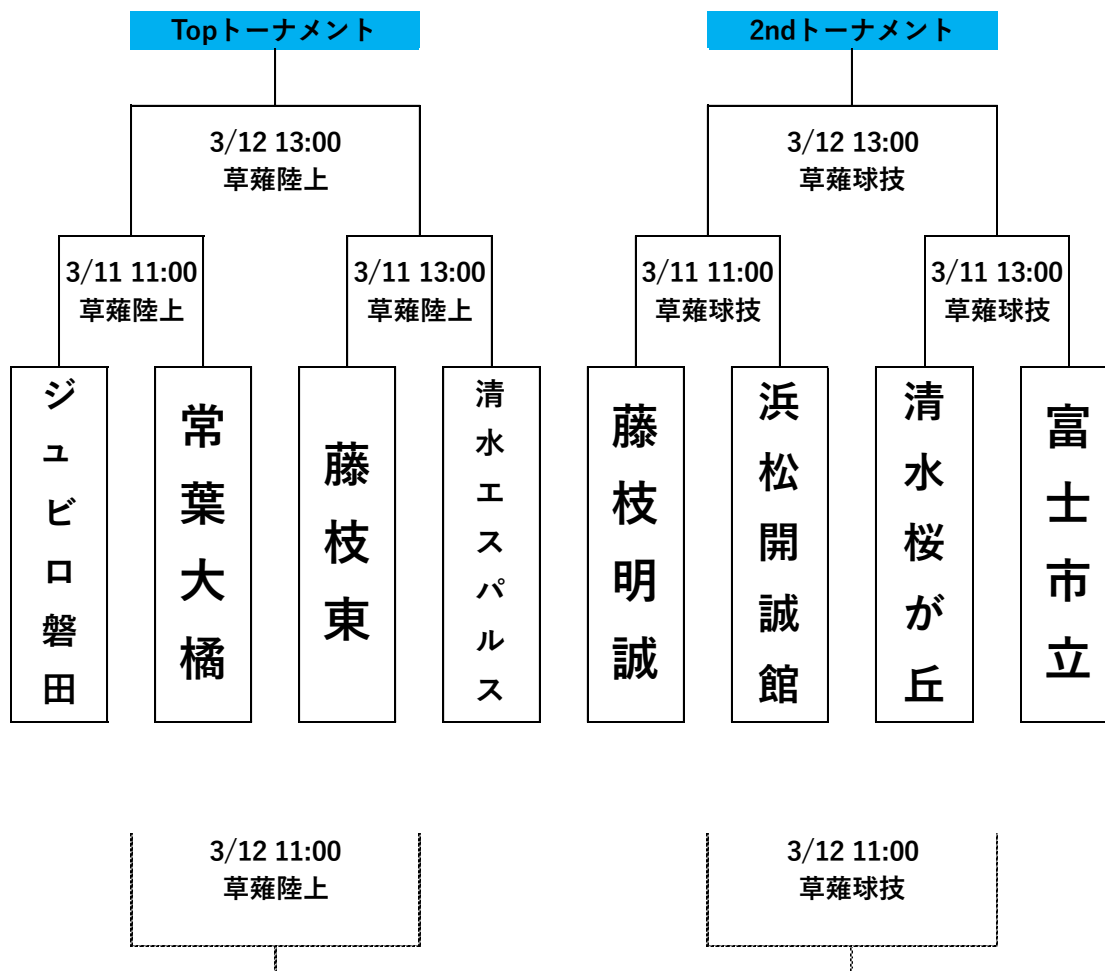 Topトーナメント
2ndトーナメント
3/12 13:00
草薙陸上
3/12 13:00
草薙球技
3/11 11:00
草薙陸上
3/11 13:00
草薙陸上
3/11 11:00
草薙球技
3/11 13:00
草薙球技
ジュビロ磐田
常葉大橘
藤枝東
清水エスパルス
藤枝明誠
浜松開誠館
清水桜が丘
富士市立
3/12 11:00
草薙陸上
3/12 11:00
草薙球技